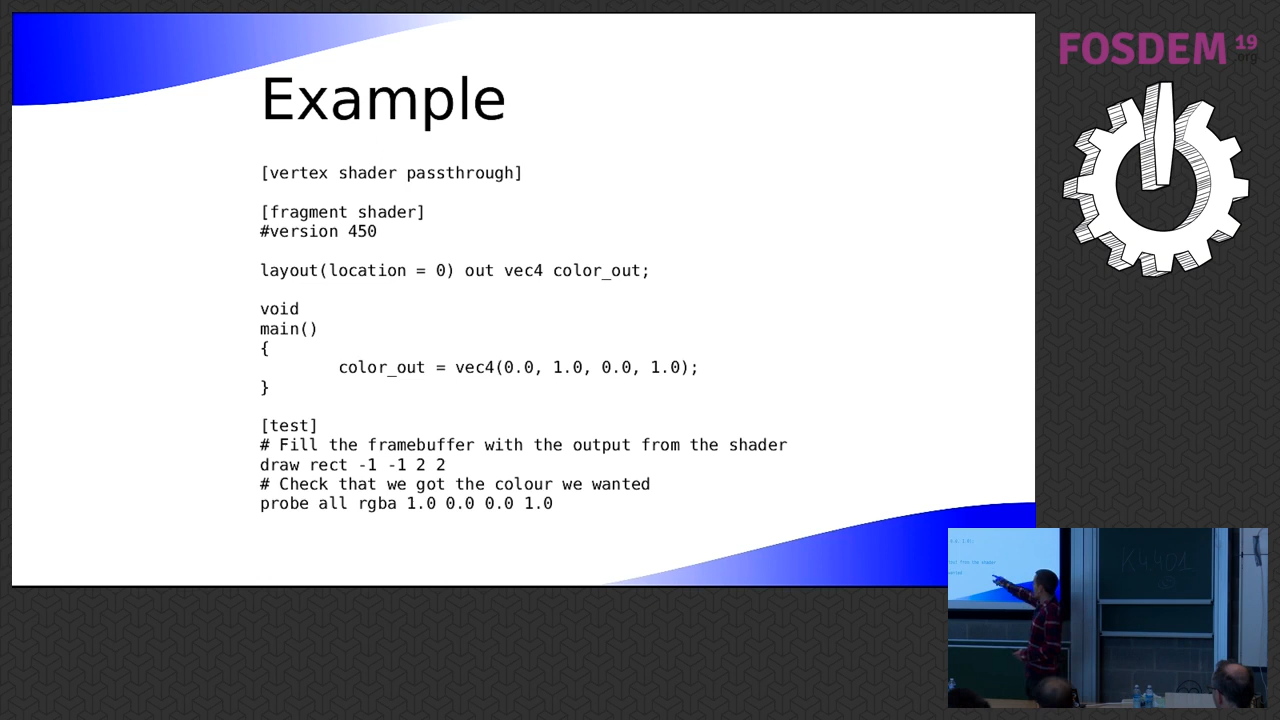 FOSDEM 19
.org
Example
[vertex shader passthrough]
[fragment shader]
#version 450
layout(location = 0) out vec4 color_out;
void
main()
{
color_out = vec4(0.0, 1.0, 0.0, 1.0);
}
[test]
# Fill the framebuffer with the output from the shader
draw rect -1 -1 2 2
# Check that we got the colour we wanted
probe all rgba 1.0 0.0 0.0 1.0
K4401